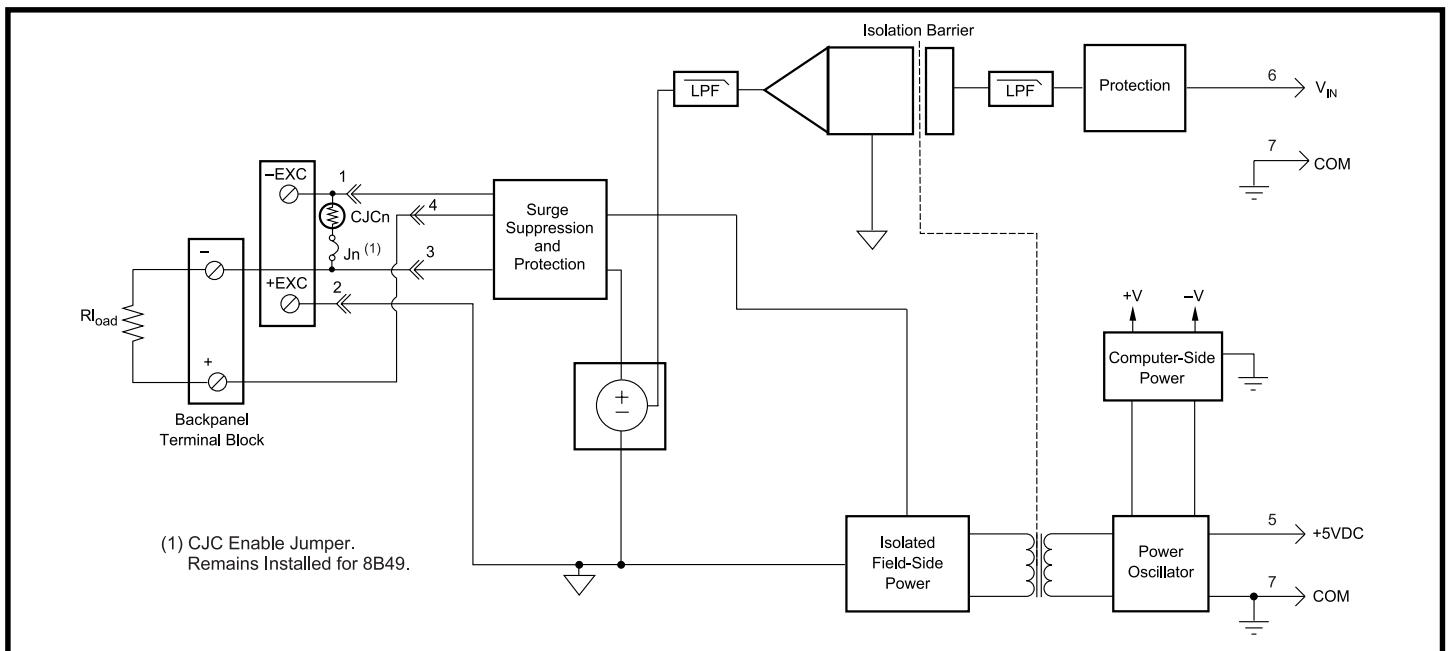 Isolation Barrier
LPF
LPF
Protection
6
V_IN
7
COM
–EXC
1
CJCn
4
Jn (1)
3
+EXC
2
Surge
Suppression
and
Protection
–
+
Rl_oad
Backpanel
Terminal Block
+
–
+V
–V
Computer-Side
Power
Isolated
Field-Side
Power
Power
Oscillator
5
+5VDC
7
COM
(1) CJC Enable Jumper.
Remains Installed for 8B49.